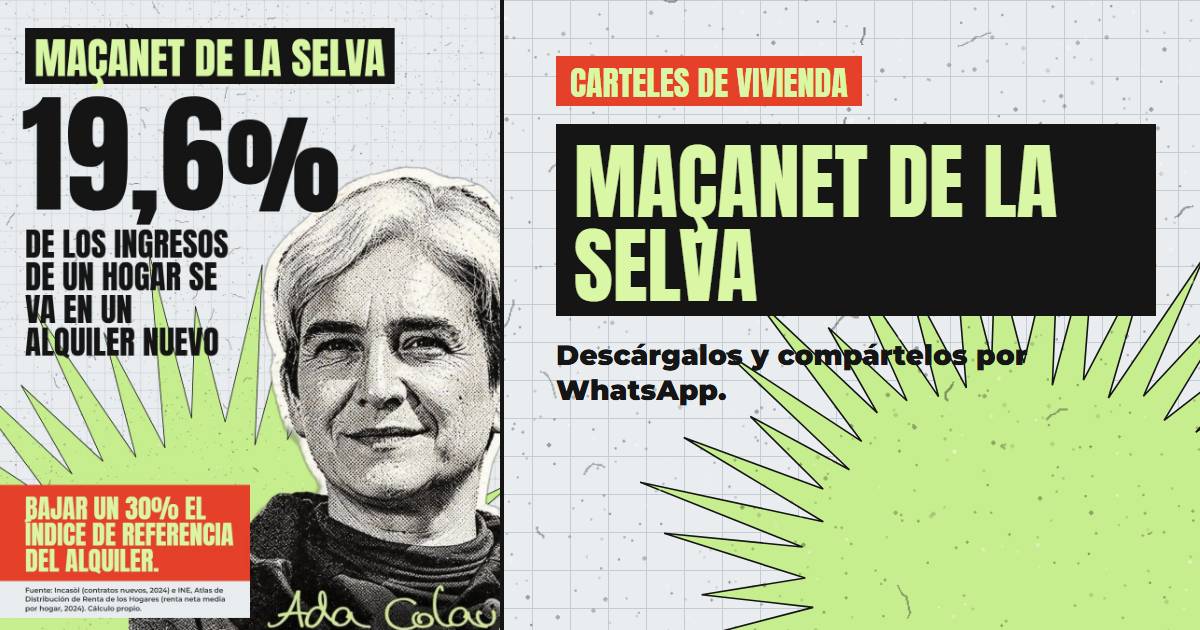 MAÇANET DE LA SELVA
19,6%
DE LOS INGRESOS
DE UN HOGAR SE
VA EN UN
ALQUILER NUEVO
BAJAR UN 30% EL
ÍNDICE DE REFERENCIA
DEL ALQUILER.
Fuente: Incasòl (contratos nuevos, 2024) e INE, Atlas de
Distribución de Renta de los Hogares (renta neta media
por hogar, 2024). Cálculo propio.
Ada Colau
CARTELES DE VIVIENDA
MAÇANET DE LA
SELVA
Descárgalos y compártelos por
WhatsApp.